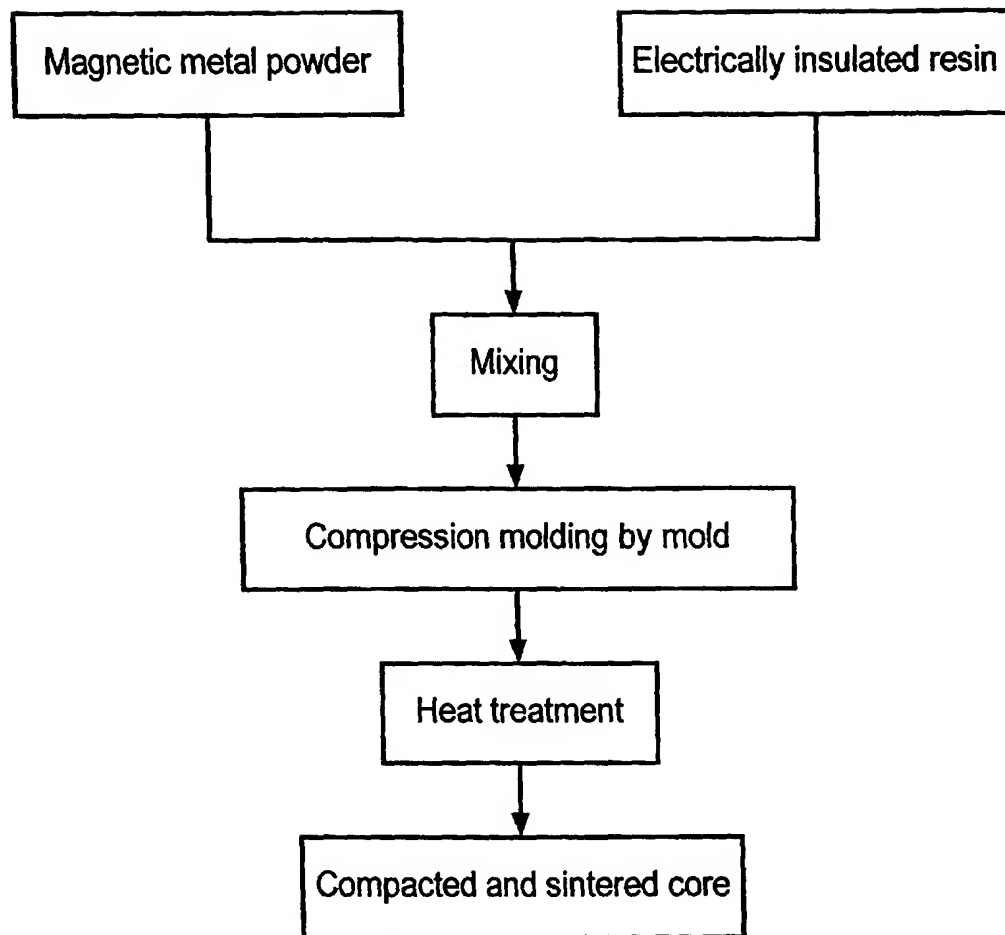 Magnetic metal powder
Electrically insulated resin
Mixing
Compression molding by mold
Heat treatment
Compacted and sintered core